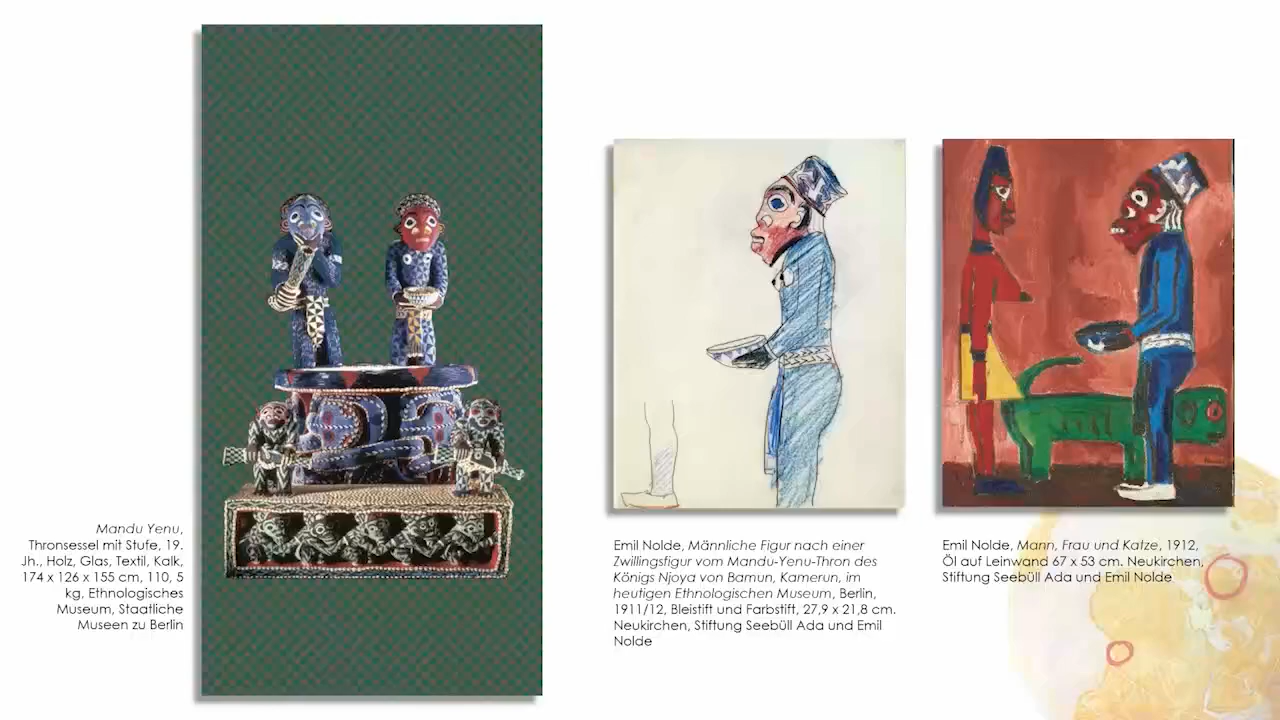 Mandu Yenu,
Thronsessel mit Stufe, 19.
Jh., Holz, Glas, Textil, Kalk,
174 x 126 x 155 cm, 110, 5
kg, Ethnologisches
Museum, Staatliche
Museen zu Berlin
Emil Nolde, Männliche Figur nach einer
Zwillingsfigur vom Mandu-Yenu-Thron des
Königs Njoya von Bamun, Kamerun, im
heutigen Ethnologischen Museum, Berlin,
1911/12, Bleistift und Farbstift, 27,9 x 21,8 cm.
Neukirchen, Stiftung Seebüll Ada und Emil
Nolde
Emil Nolde, Mann, Frau und Katze, 1912,
Öl auf Leinwand 67 x 53 cm. Neukirchen,
Stiftung Seebüll Ada und Emil Nolde